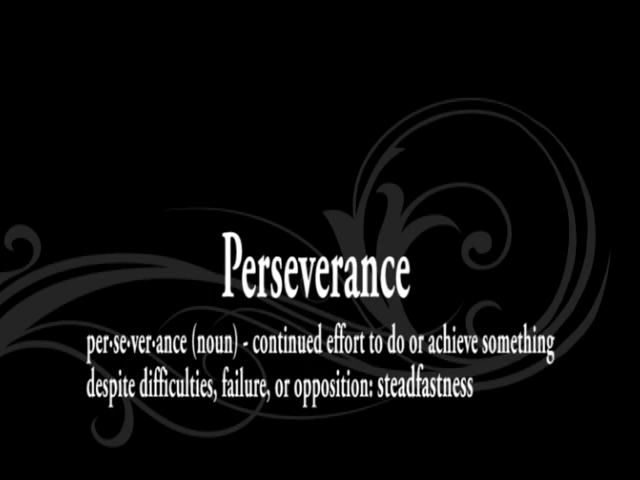 Perseverance
per·se·ver·ance (noun) - continued effort to do or achieve something
despite difficulties, failure, or opposition: steadfastness